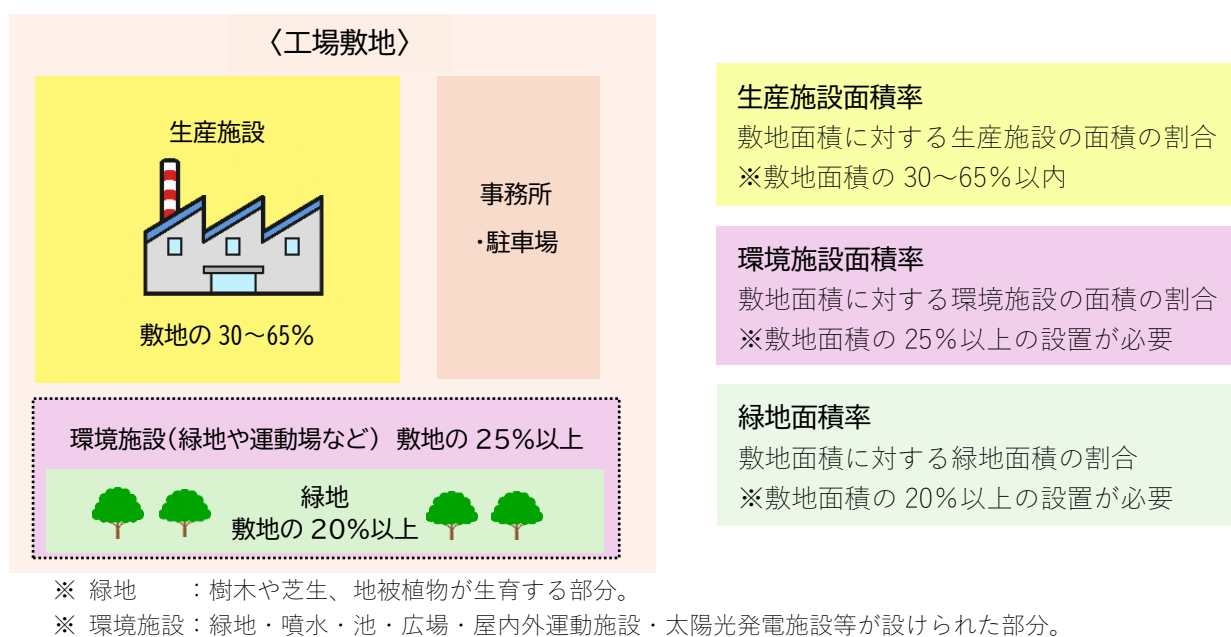 〈工場敷地〉
生産施設
敷地の 30～65%
事務所
・駐車場
環境施設(緑地や運動場など) 敷地の 25%以上
緑地
敷地の 20%以上
生産施設面積率
敷地面積に対する生産施設の面積の割合
※敷地面積の 30～65%以内
環境施設面積率
敷地面積に対する環境施設の面積の割合
※敷地面積の 25%以上の設置が必要
緑地面積率
敷地面積に対する緑地面積の割合
※敷地面積の 20%以上の設置が必要
※ 緑地　　：樹木や芝生、地被植物が生育する部分。
※ 環境施設：緑地・噴水・池・広場・屋内外運動施設・太陽光発電施設等が設けられた部分。